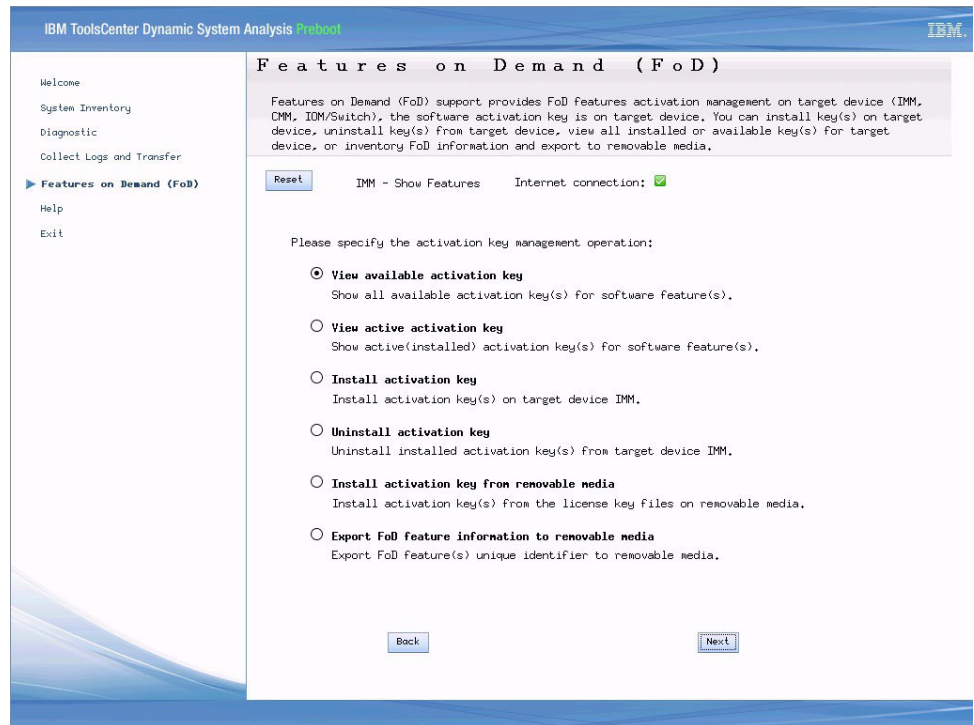 IBM ToolsCenter Dynamic System Analysis Preboot
IBM.
Welcome
System Inventory
Diagnostic
Collect Logs and Transfer
Features on Demand (FoD)
Help
Exit
Features on Demand (FoD)
Features on Demand (FoD) support provides FoD features activation management on target device (IMM,
CMM, IOM/Switch), the software activation key is on target device. You can install key(s) on target
device, uninstall key(s) from target device, view all installed or available key(s) for target
device, or inventory FoD information and export to removable media.
Reset IMM - Show Features Internet connection:
Please specify the activation key management operation:
View available activation key
Show all available activation key(s) for software feature(s).
View active activation key
Show active(installed) activation key(s) for software feature(s).
Install activation key
Install activation key(s) on target device IMM.
Uninstall activation key
Uninstall installed activation key(s) from target device IMM.
Install activation key from removable media
Install activation key(s) from the license key files on removable media.
Export FoD feature information to removable media
Export FoD feature(s) unique identifier to removable media.
Back Next